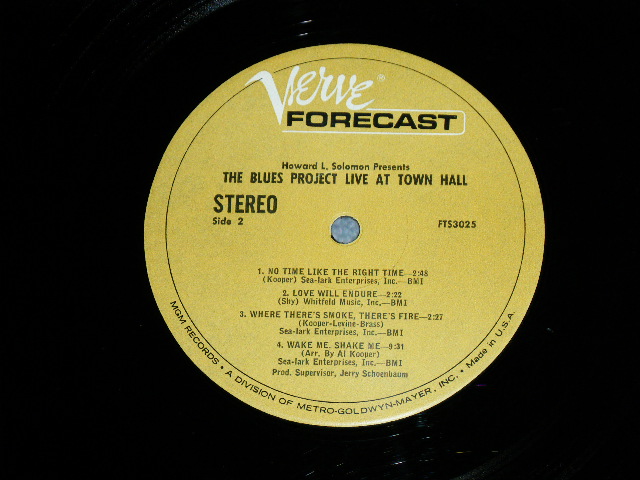 Verve®
FORECAST
Howard L. Solomon Presents
THE BLUES PROJECT LIVE AT TOWN HALL
STEREO
Side 2
FTS3025
1. NO TIME LIKE THE RIGHT TIME—2:48
(Kooper) Sea-lark Enterprises, Inc.—BMI
2. LOVE WILL ENDURE—2:22
(Shy) Whitfeld Music, Inc.—BMI
3. WHERE THERE'S SMOKE, THERE'S FIRE—2:27
(Kooper-Levine-Brass)
Sea-lark Enterprises, Inc.—BMI
4. WAKE ME, SHAKE ME—9:31
(Arr. By Al Kooper)
Sea-lark Enterprises, Inc.—BMI
Prod. Supervisor, Jerry Schoenbaum
MGM RECORDS • A DIVISION OF METRO-GOLDWYN-MAYER, INC. • Made in U.S.A.